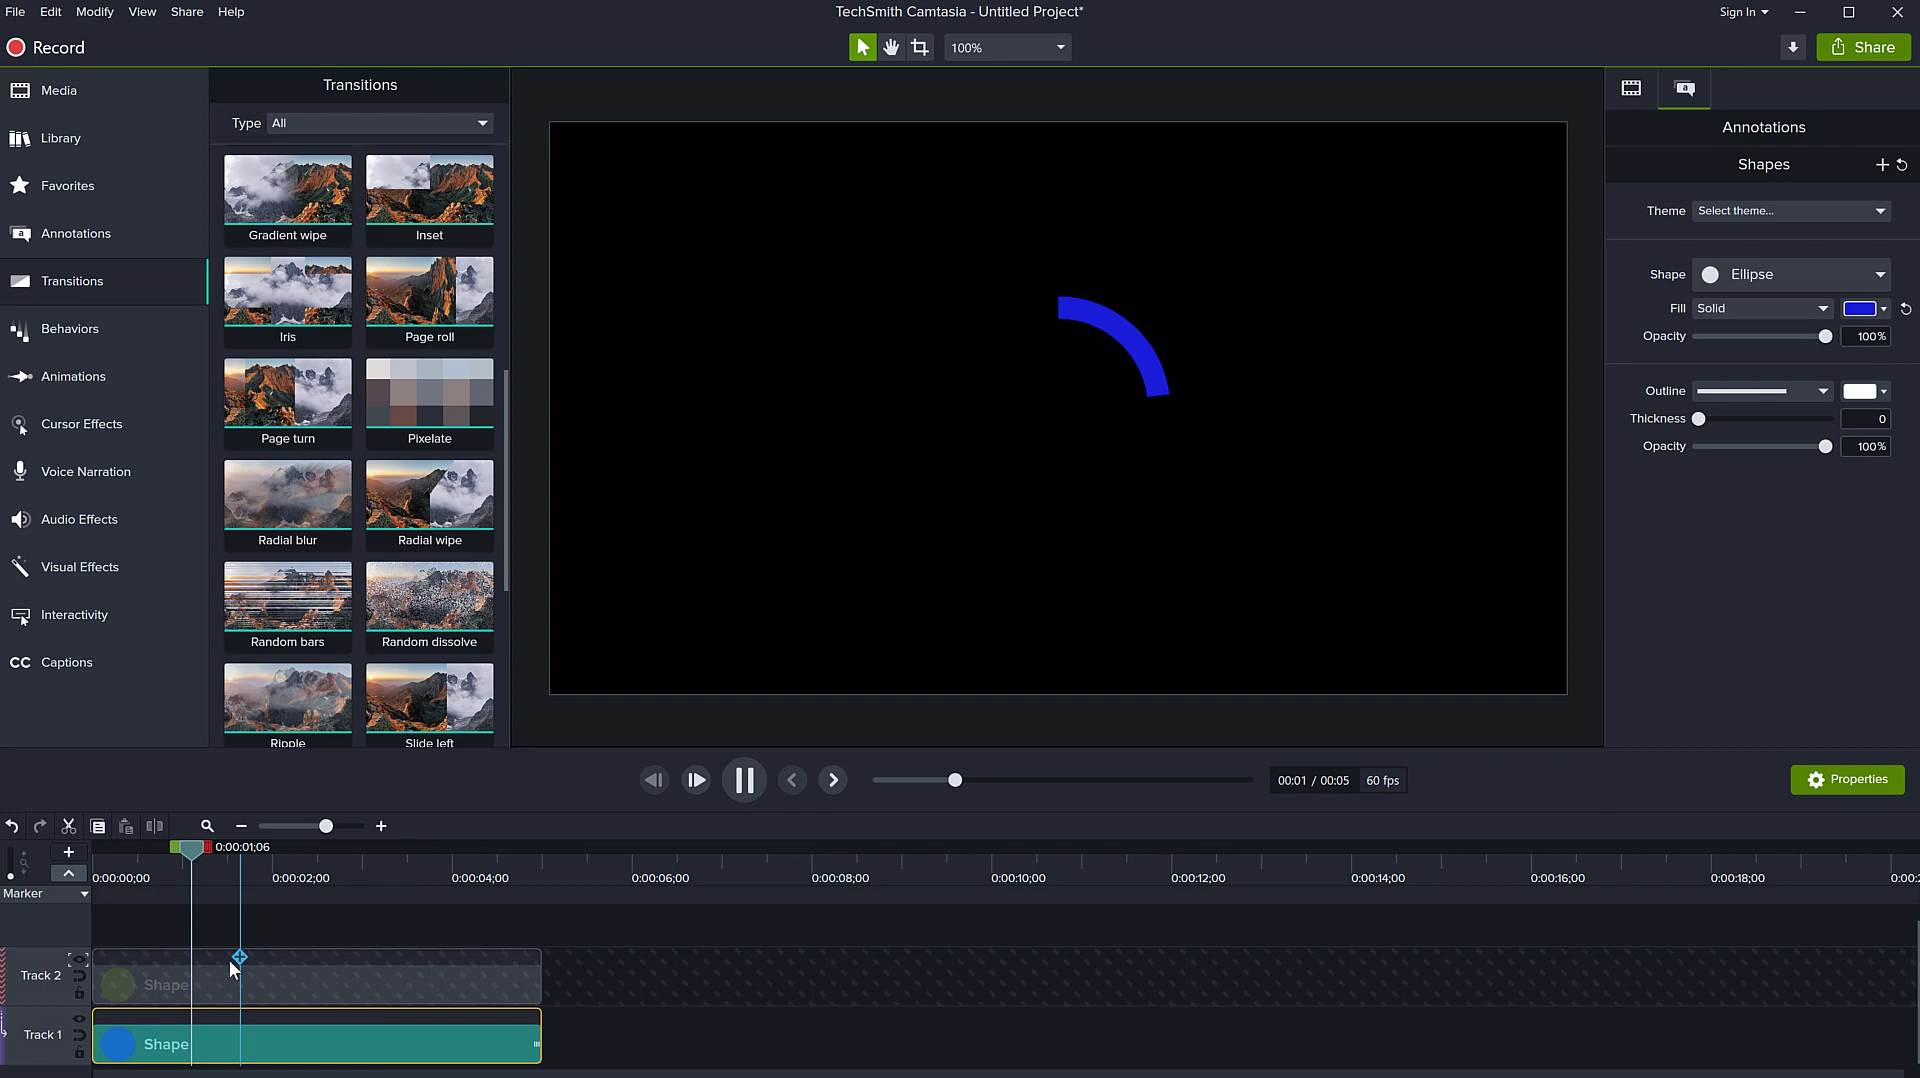 File Edit Modify View Share Help
TechSmith Camtasia - Untitled Project*
Sign In
Record
100%
Share
Media
Library
Favorites
Annotations
Transitions
Behaviors
Animations
Cursor Effects
Voice Narration
Audio Effects
Visual Effects
Interactivity
CC Captions
Transitions
Type All
Gradient wipe Inset
Iris Page roll
Page turn Pixelate
Radial blur Radial wipe
Random bars Random dissolve
Ripple Slide left
a
Annotations
Shapes
Theme Select theme...
Shape Ellipse
Fill Solid
Opacity 100%
Outline
Thickness 0
Opacity 100%
00:01 / 00:05 60 fps
Properties
0:00:01;06
0:00:00;00 0:00:02;00 0:00:04;00 0:00:06;00 0:00:08;00 0:00:10;00 0:00:12;00 0:00:14;00 0:00:16;00 0:00:18;00 0:00:
Marker
Track 2 Shape
Track 1 Shape